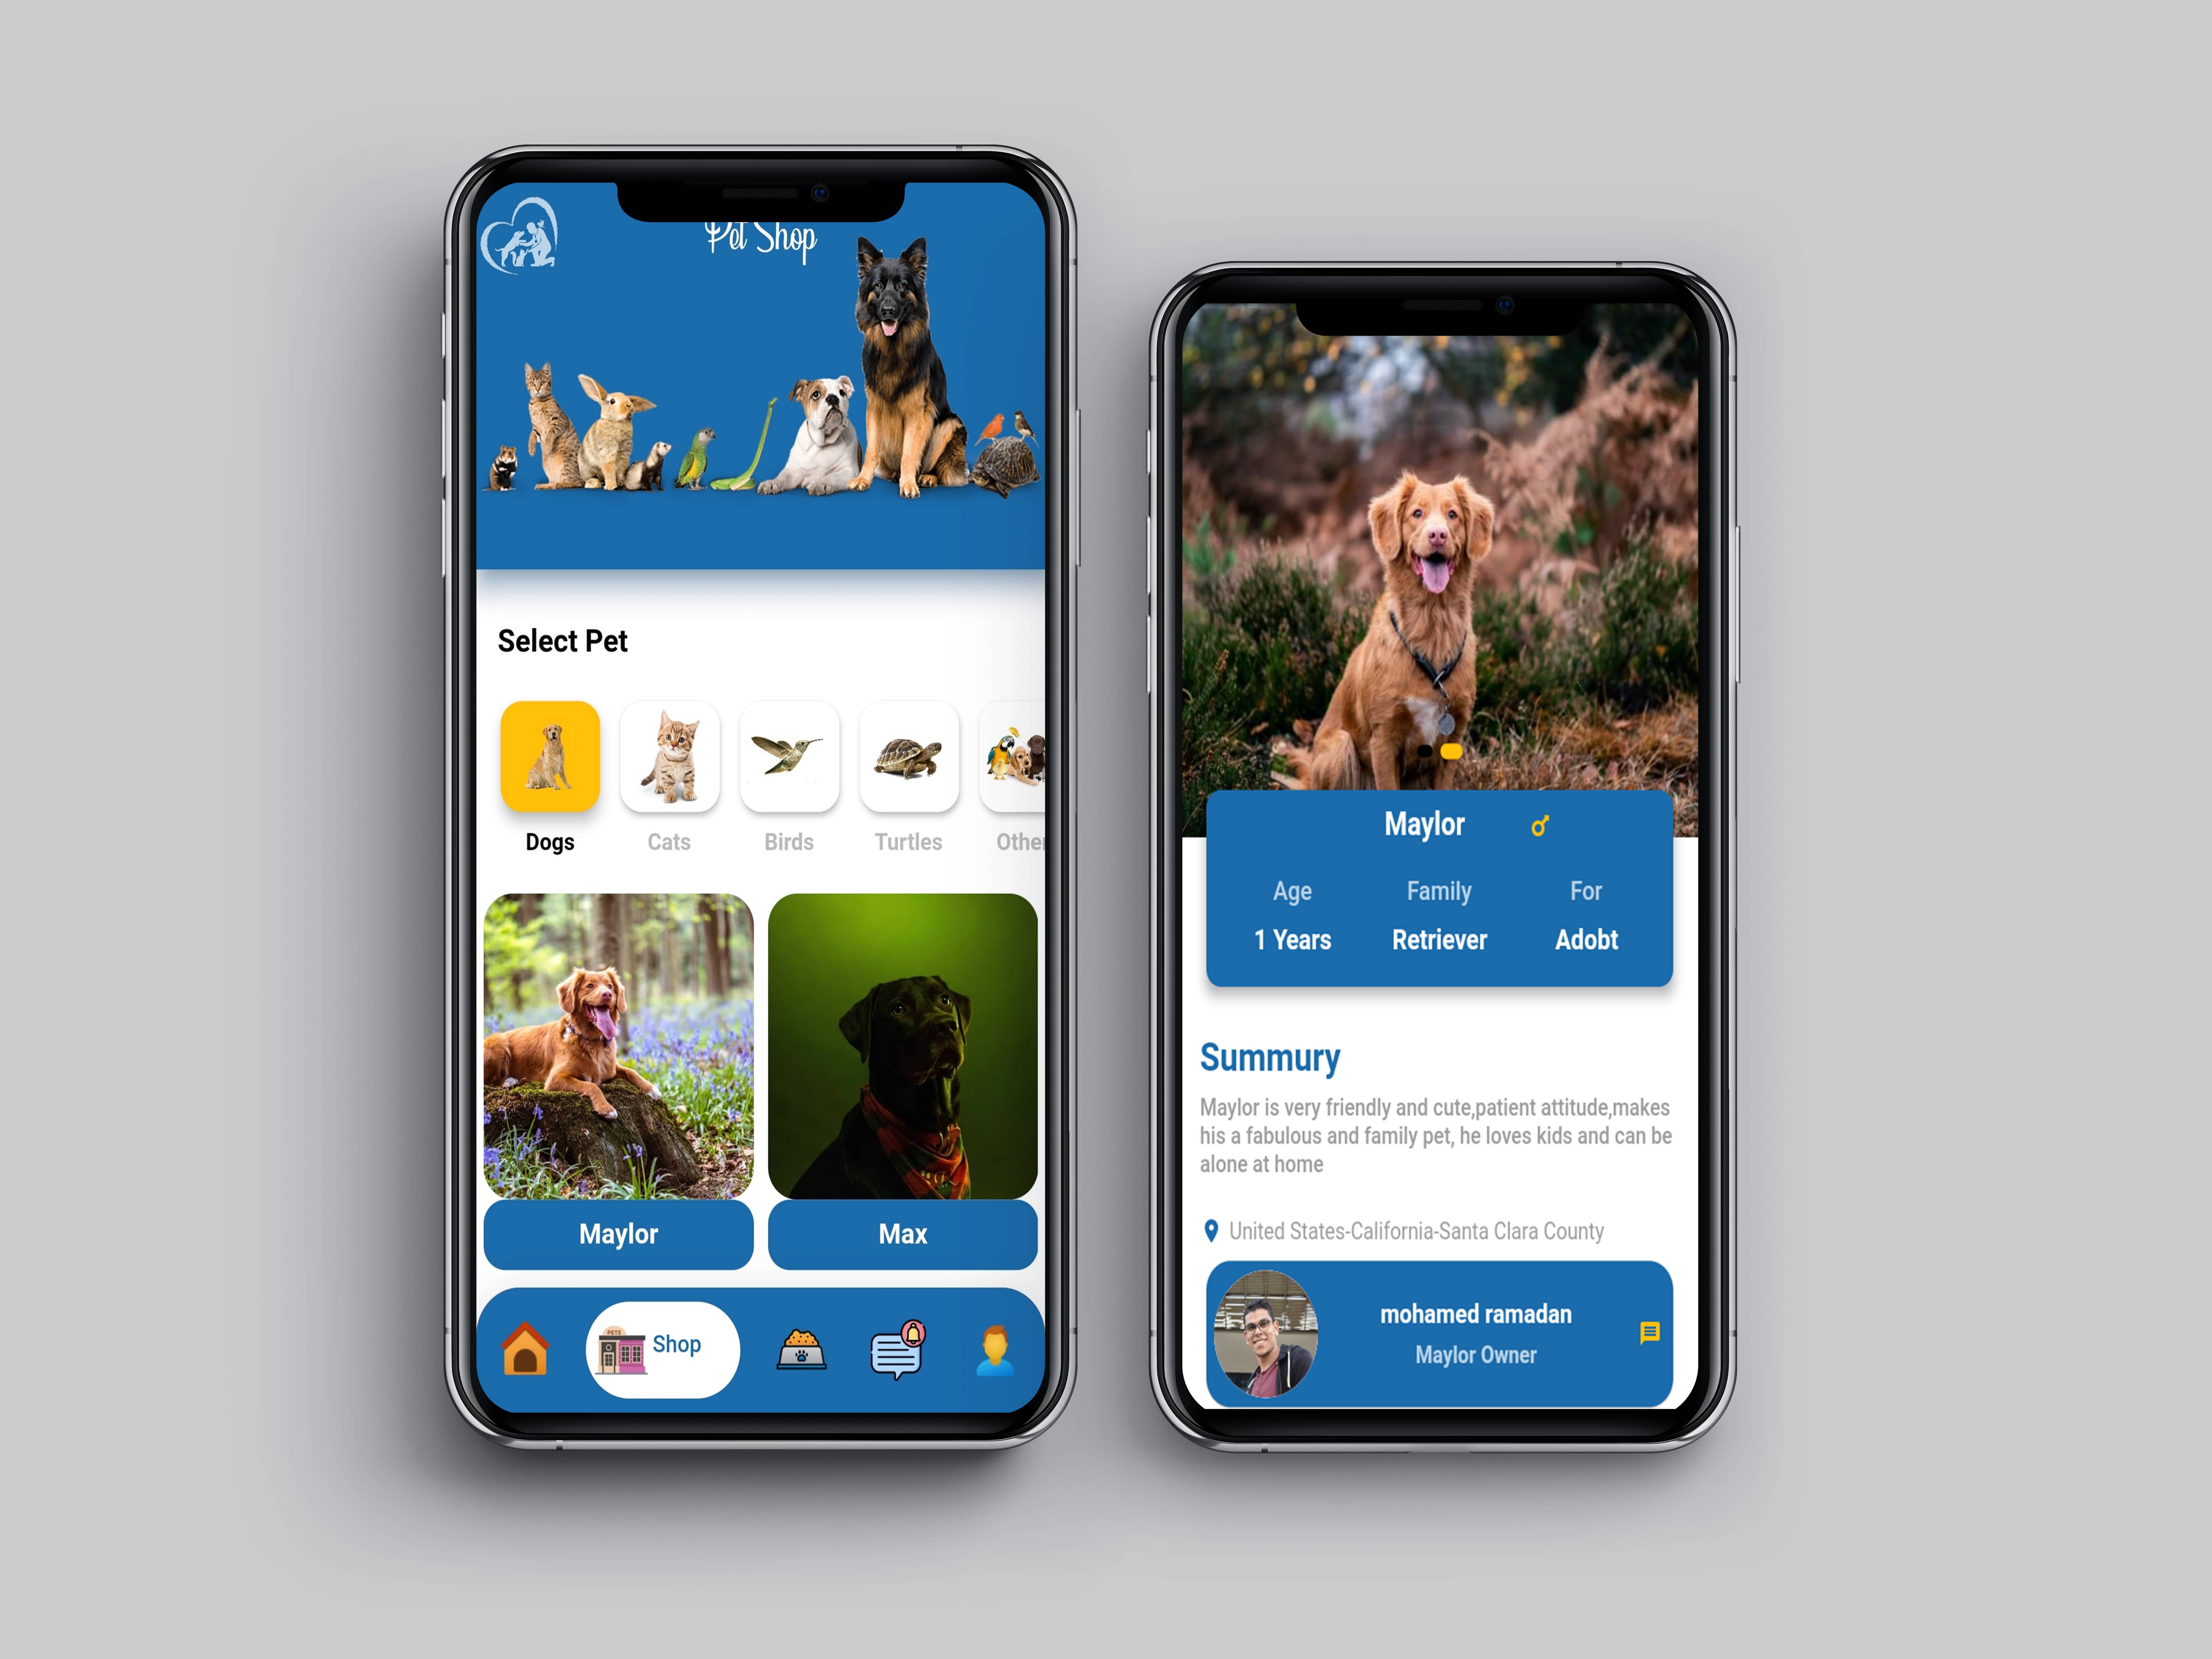 Pet Shop
Select Pet
Dogs
Cats
Birds
Turtles
Other
Maylor
Max
PETS
Shop
Maylor
Age
Family
For
1 Years
Retriever
Adobt
Summury
Maylor is very friendly and cute,patient attitude,makes
his a fabulous and family pet, he loves kids and can be
alone at home
United States-California-Santa Clara County
mohamed ramadan
Maylor Owner